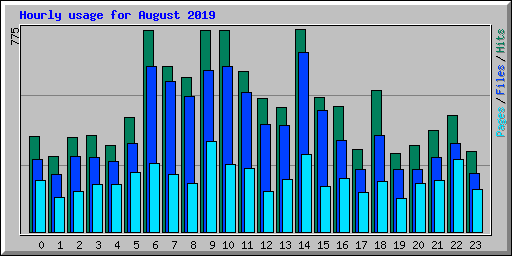 Hourly usage for August 2019
775
Pages / Files / Hits
0 1 2 3 4 5 6 7 8 9 10 11 12 13 14 15 16 17 18 19 20 21 22 23